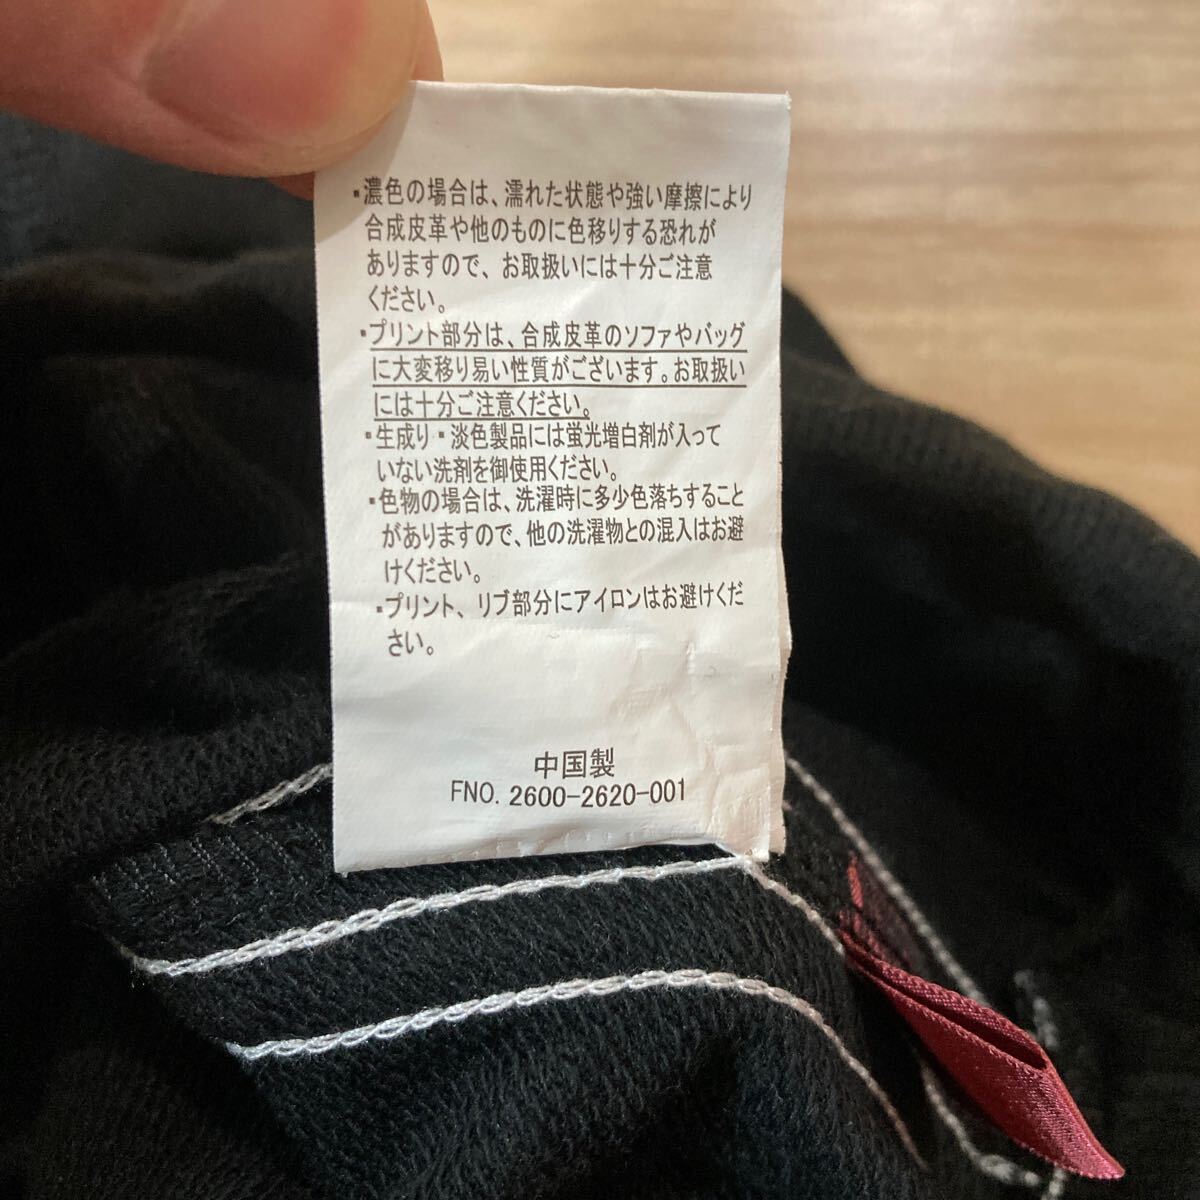 ・濃色の場合は、濡れた状態や強い摩擦により
合成皮革や他のものに色移りする恐れが
ありますので、お取扱いには十分ご注意
ください。
・プリント部分は、合成皮革のソファやバッグ
に大変移り易い性質がございます。お取扱い
には十分ご注意ください。
・生成り・淡色製品には蛍光増白剤が入って
いない洗剤を御使用ください。
・色物の場合は、洗濯時に多少色落ちすること
がありますので、他の洗濯物との混入はお避
けください。
・プリント、リブ部分にアイロンはお避けくだ
さい。
中国製
FNO. 2600-2620-001